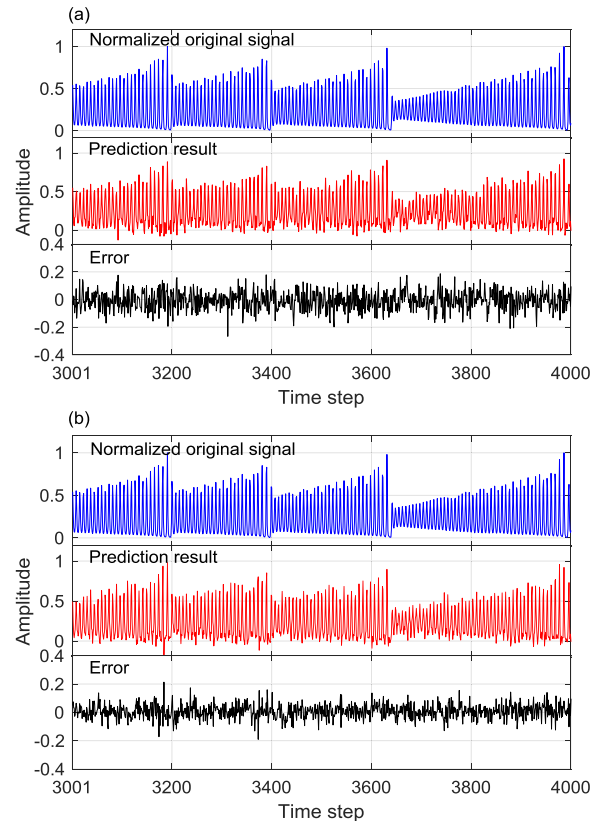 (a)
Normalized original signal
1
0.5
0
Prediction result
1
0.5
0
Amplitude
Error
0.4
0.2
0
-0.2
-0.4
3001 3200 3400 3600 3800 4000
Time step
(b)
Normalized original signal
1
0.5
0
Prediction result
1
0.5
0
Amplitude
Error
0.4
0.2
0
-0.2
-0.4
3001 3200 3400 3600 3800 4000
Time step